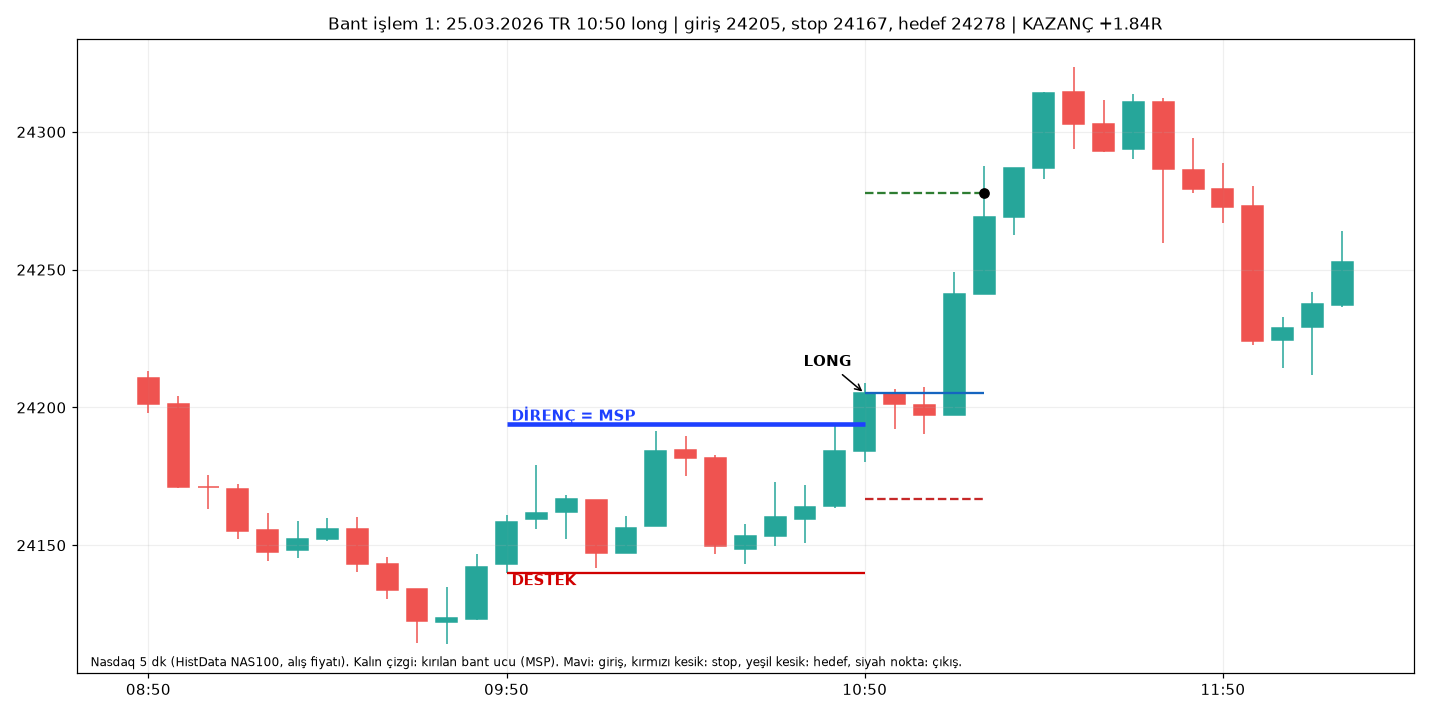 Bant işlem 1: 25.03.2026 TR 10:50 long | giriş 24205, stop 24167, hedef 24278 | KAZANÇ +1.84R
24300
24250
24200
24150
LONG
DİRENÇ = MSP
DESTEK
Nasdaq 5 dk (HistData NAS100, alış fiyatı). Kalın çizgi: kırılan bant ucu (MSP). Mavi: giriş, kırmızı kesik: stop, yeşil kesik: hedef, siyah nokta: çıkış.
08:50
09:50
10:50
11:50